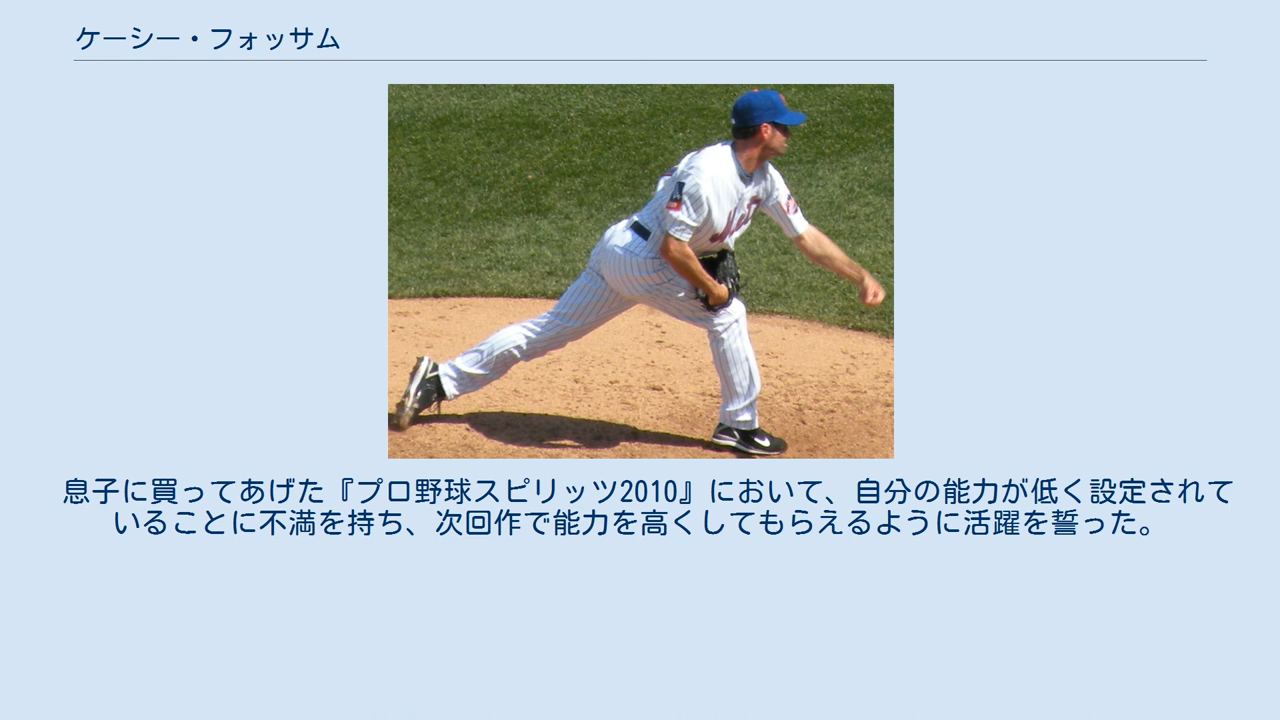 ケーシー・フォッサム
Mets
息子に買ってあげた『プロ野球スピリッツ2010』において、自分の能力が低く設定されて
いることに不満を持ち、次回作で能力を高くしてもらえるように活躍を誓った。